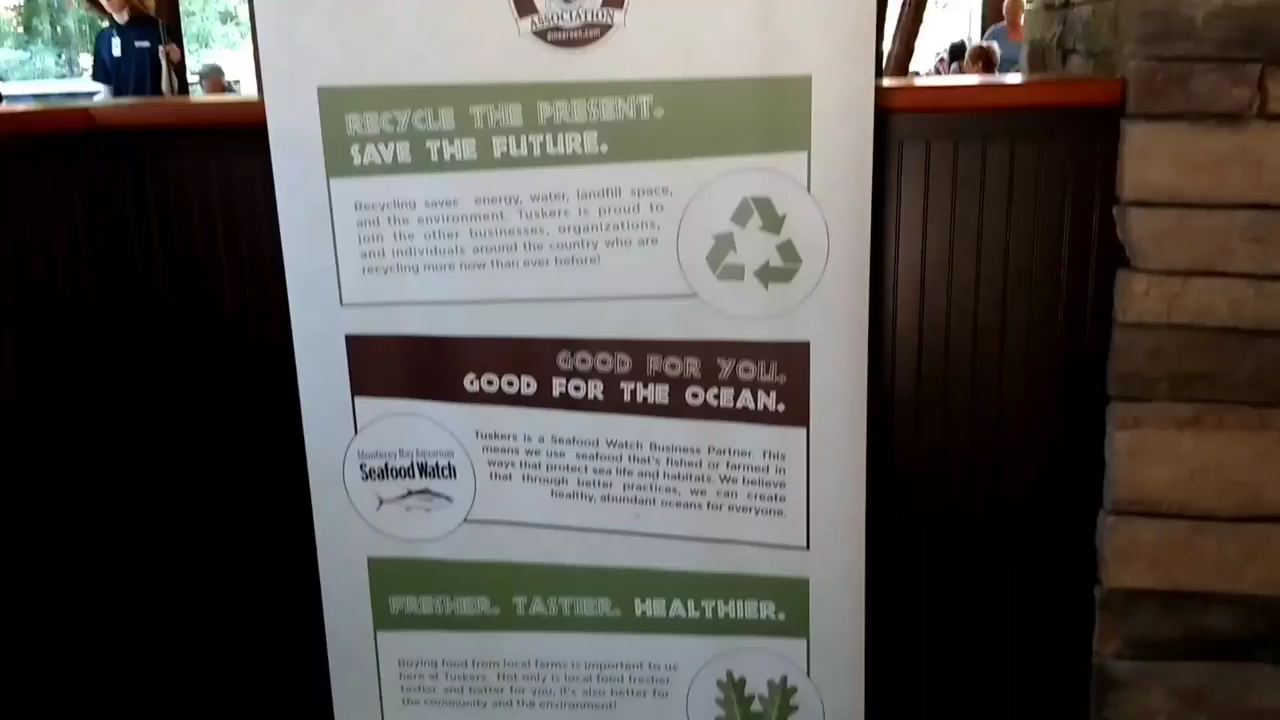 ASSOCIATION
dinegreen.com
RECYCLE THE PRESENT.
SAVE THE FUTURE.
Recycling saves energy, water, landfill space,
and the environment. Tuskers is proud to
join the other businesses, organizations,
and individuals around the country who are
recycling more now than ever before!
GOOD FOR YOU.
GOOD FOR THE OCEAN.
Monterey Bay Aquarium
Seafood Watch
Tuskers is a Seafood Watch Business Partner. This
means we use seafood that's fished or farmed in
ways that protect sea life and habitats. We believe
that through better practices, we can create
healthy, abundant oceans for everyone.
FRESHER. TASTIER. HEALTHIER.
Buying food from local farms is important to us
here at Tuskers. Not only is local food fresher,
tastier and better for you, it's also better for
the community and the environment!